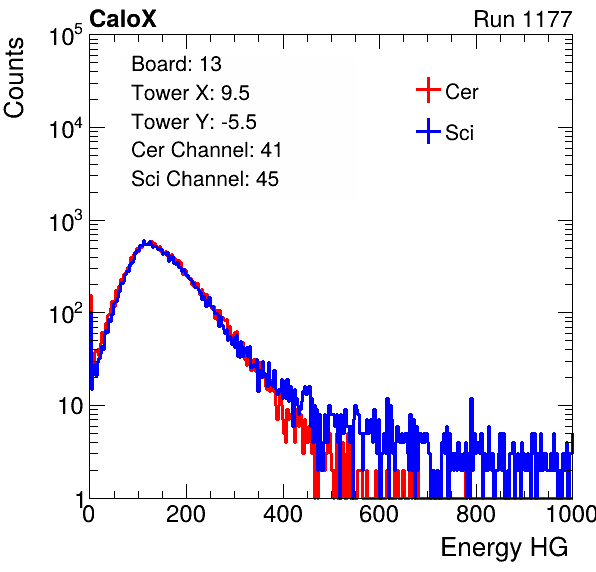 CaloX Run 1177
Counts
10^5
10^4
10^3
10^2
10
1
Board: 13
Tower X: 9.5
Tower Y: -5.5
Cer Channel: 41
Sci Channel: 45
Cer
Sci
0 200 400 600 800 1000
Energy HG